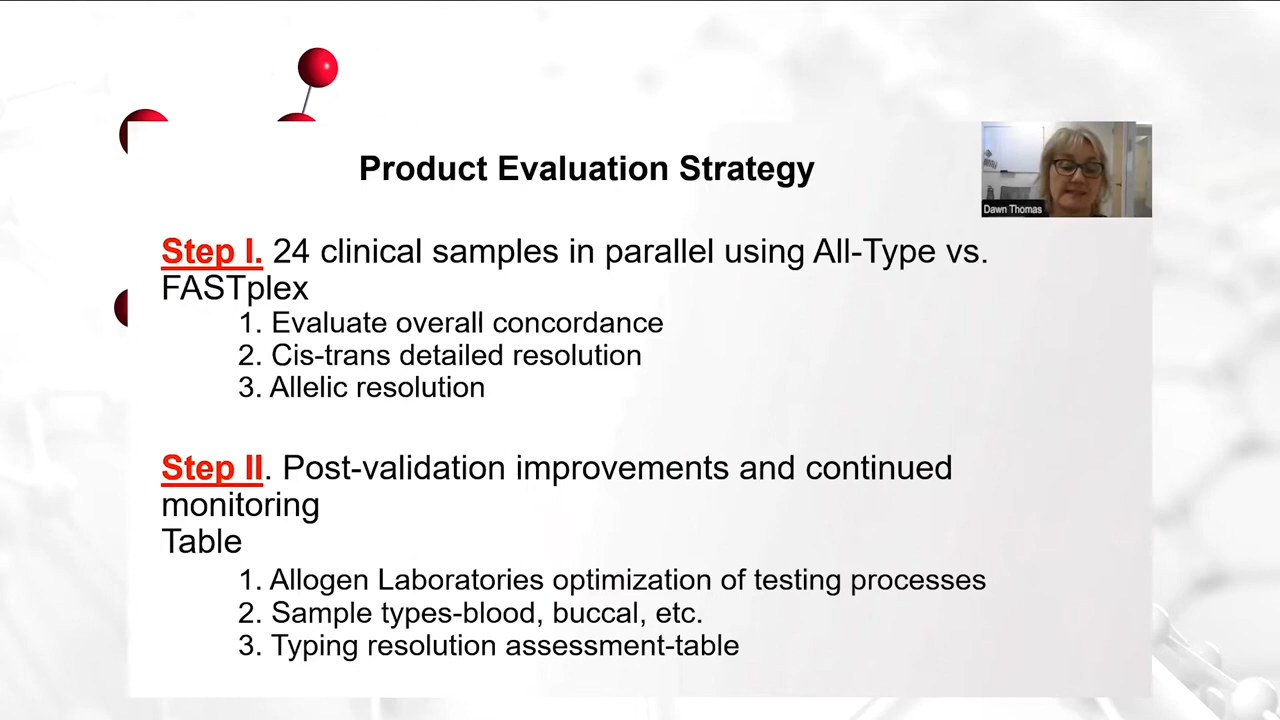 Product Evaluation Strategy
Dawn Thomas
Step I. 24 clinical samples in parallel using All-Type vs.
FASTplex
1. Evaluate overall concordance
2. Cis-trans detailed resolution
3. Allelic resolution
Step II. Post-validation improvements and continued
monitoring
Table
1. Allogen Laboratories optimization of testing processes
2. Sample types-blood, buccal, etc.
3. Typing resolution assessment-table